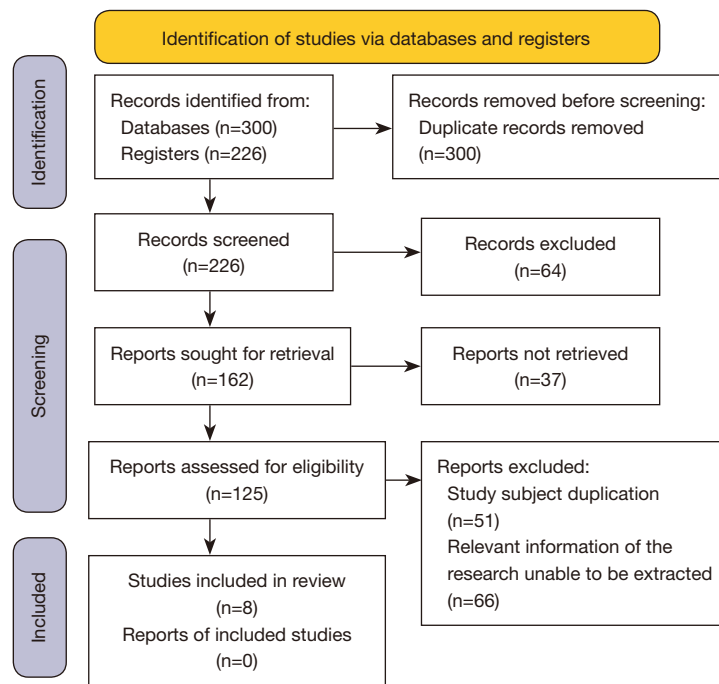 Identification of studies via databases and registers
Identification
Records identified from:
Databases (n=300)
Registers (n=226)
Records removed before screening:
Duplicate records removed
(n=300)
Screening
Records screened
(n=226)
Records excluded
(n=64)
Reports sought for retrieval
(n=162)
Reports not retrieved
(n=37)
Reports assessed for eligibility
(n=125)
Reports excluded:
Study subject duplication
(n=51)
Relevant information of the
research unable to be extracted
(n=66)
Included
Studies included in review
(n=8)
Reports of included studies
(n=0)